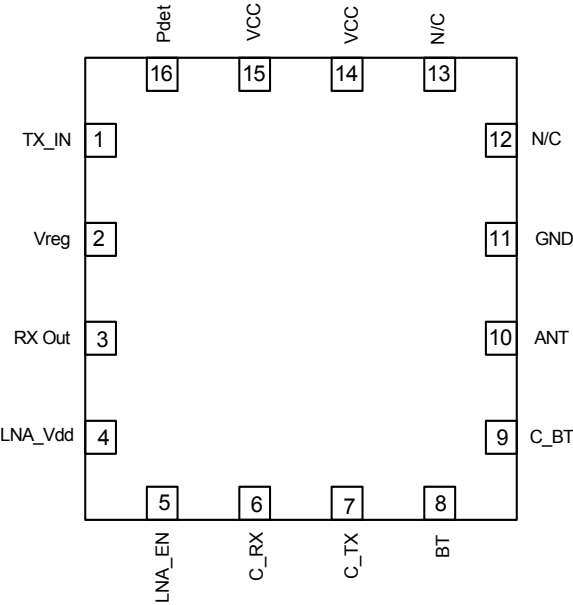 Pdet VCC VCC N/C
16 15 14 13
TX_IN 1 12 N/C
Vreg 2 11 GND
RX Out 3 10 ANT
LNA_Vdd 4 9 C_BT
5 6 7 8
LNA_EN C_RX C_TX BT